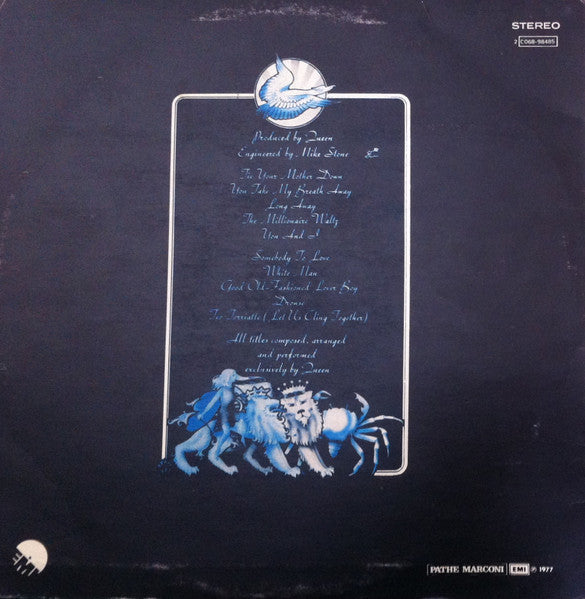 STEREO
2 C068-98485
Produced by Queen
Engineered by Mike Stone
Tie Your Mother Down
You Take My Breath Away
Long Away
The Millionaire Waltz
You And I
Somebody To Love
White Man
Good Old-Fashioned Lover Boy
Drowse
Teo Torriatte (Let Us Cling Together)
All titles composed, arranged
and performed
exclusively by Queen
EMI
PATHE MARCONI EMI ℗ 1977